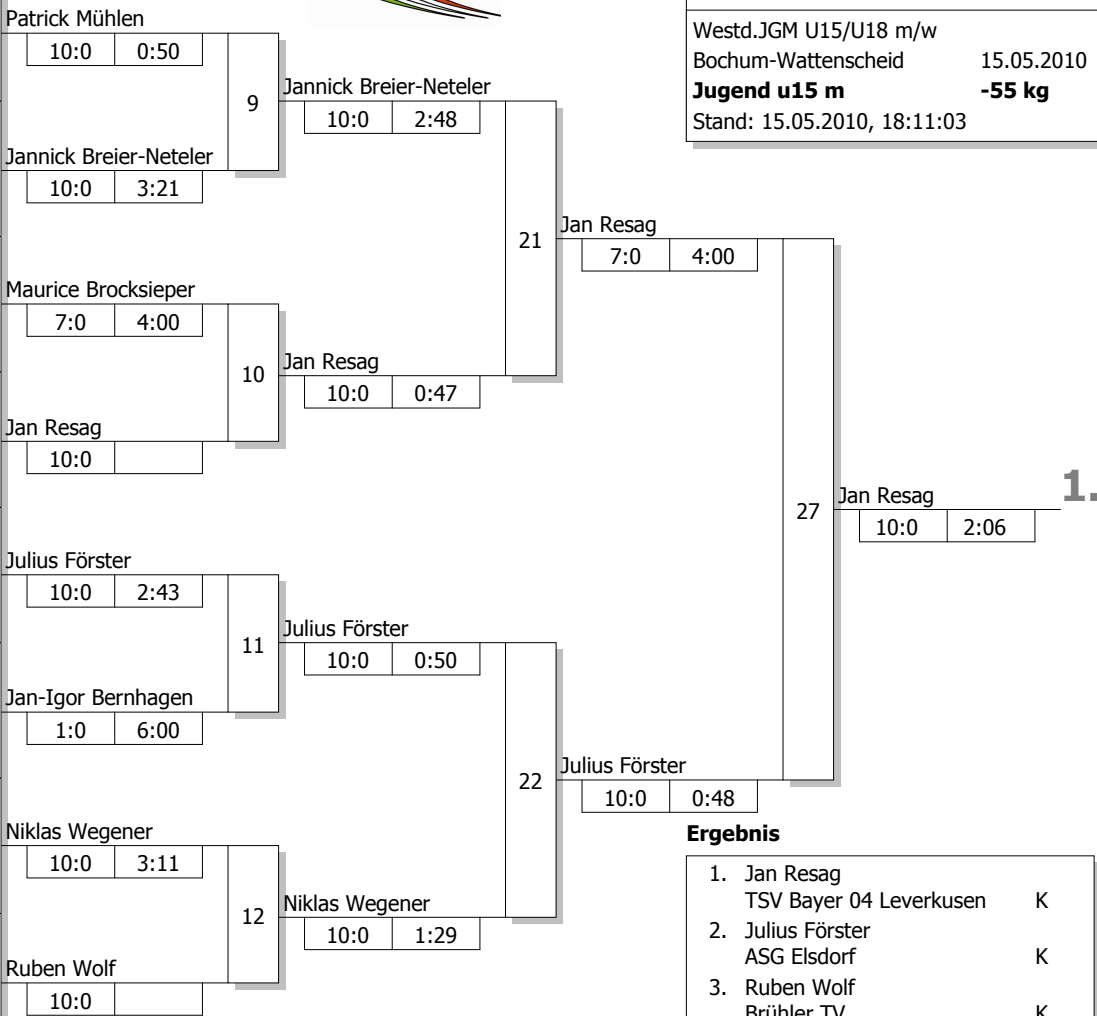 Patrick Mühlen
10:0 0:50
9
Jannick Breier-Neteler
10:0 2:48
Jannick Breier-Neteler
10:0 3:21
21
Jan Resag
7:0 4:00
Maurice Brocksieper
7:0 4:00
10
Jan Resag
10:0 0:47
Jan Resag
10:0
27
Jan Resag
10:0 2:06
1.
Julius Förster
10:0 2:43
11
Julius Förster
10:0 0:50
Jan-Igor Bernhagen
1:0 6:00
22
Julius Förster
10:0 0:48
Niklas Wegener
10:0 3:11
12
Niklas Wegener
10:0 1:29
Ruben Wolf
10:0
Westd.JGM U15/U18 m/w
Bochum-Wattenscheid 15.05.2010
Jugend u15 m -55 kg
Stand: 15.05.2010, 18:11:03
Ergebnis
1. Jan Resag
TSV Bayer 04 Leverkusen K
2. Julius Förster
ASG Elsdorf K
3. Ruben Wolf
Brühler TV K